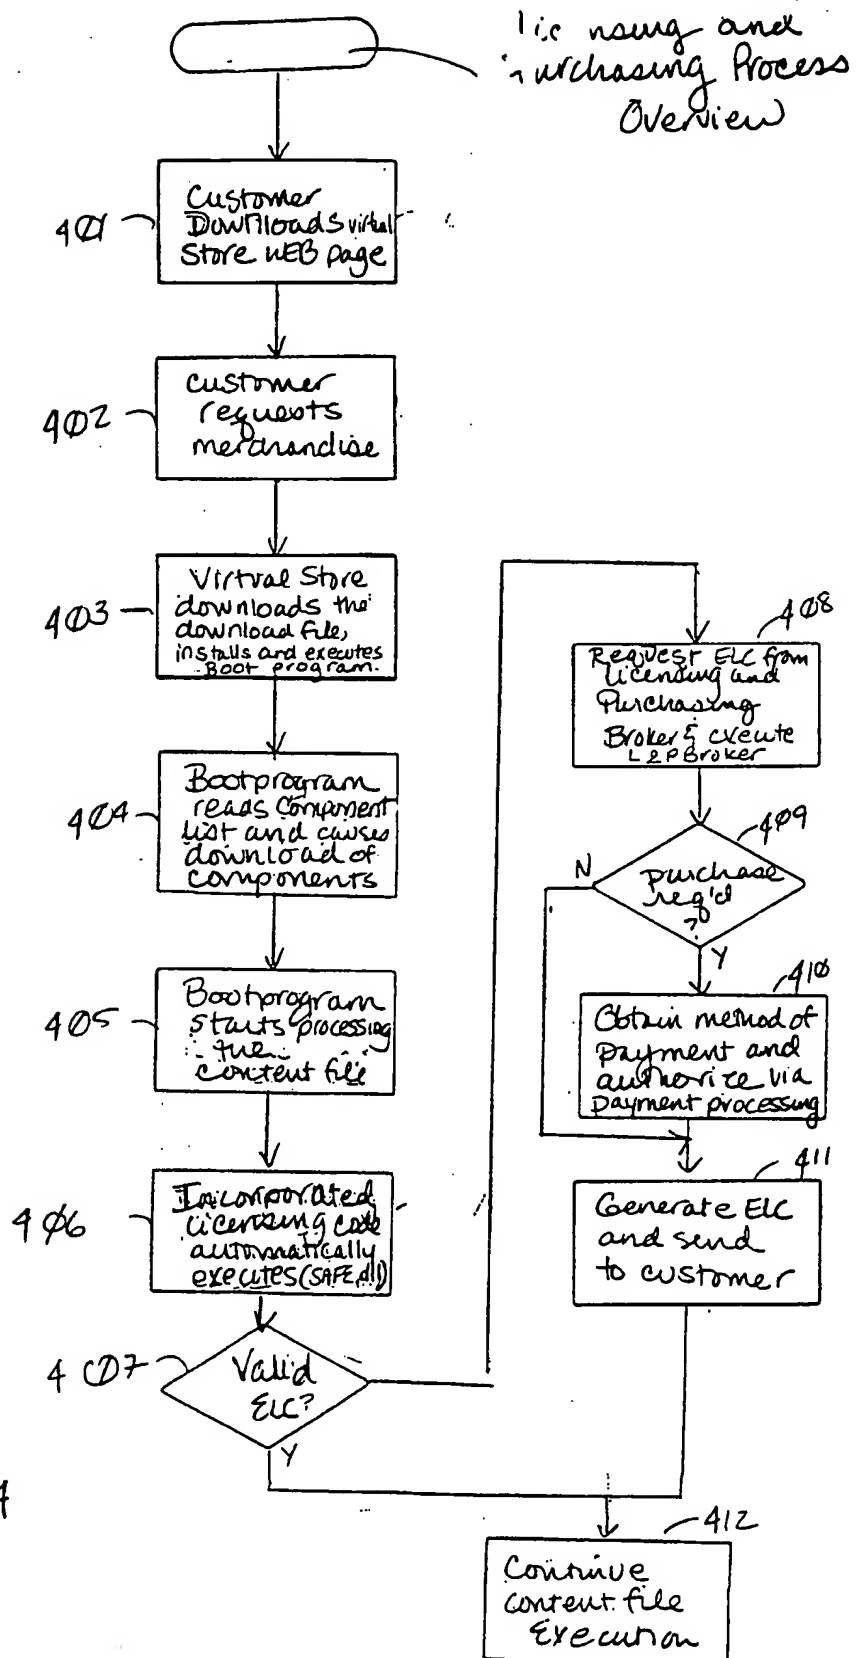 nsing and
urchasing Process
Overview
401
Customer
Downloads virtual
Store WEB page
402
customer
requests
merchandise
403
Virtual Store
downloads the
download file,
installs and executes
Boot program.
404
Bootprogram
reads Component
list and causes
download of
components
405
Bootprogram
starts processing
the
content file
406
Incorporated
licensing code
automatically
executes (SAFE.dll)
407
Valid
ELC?
Y
408
Request ELC from
licensing and
Purchasing
Broker & execute
L&P Broker
409
purchase
req'd
?
N
Y
410
Obtain method of
payment and
authorize via
payment processing
411
Generate ELC
and send
to customer
412
Continue
content file
Execution